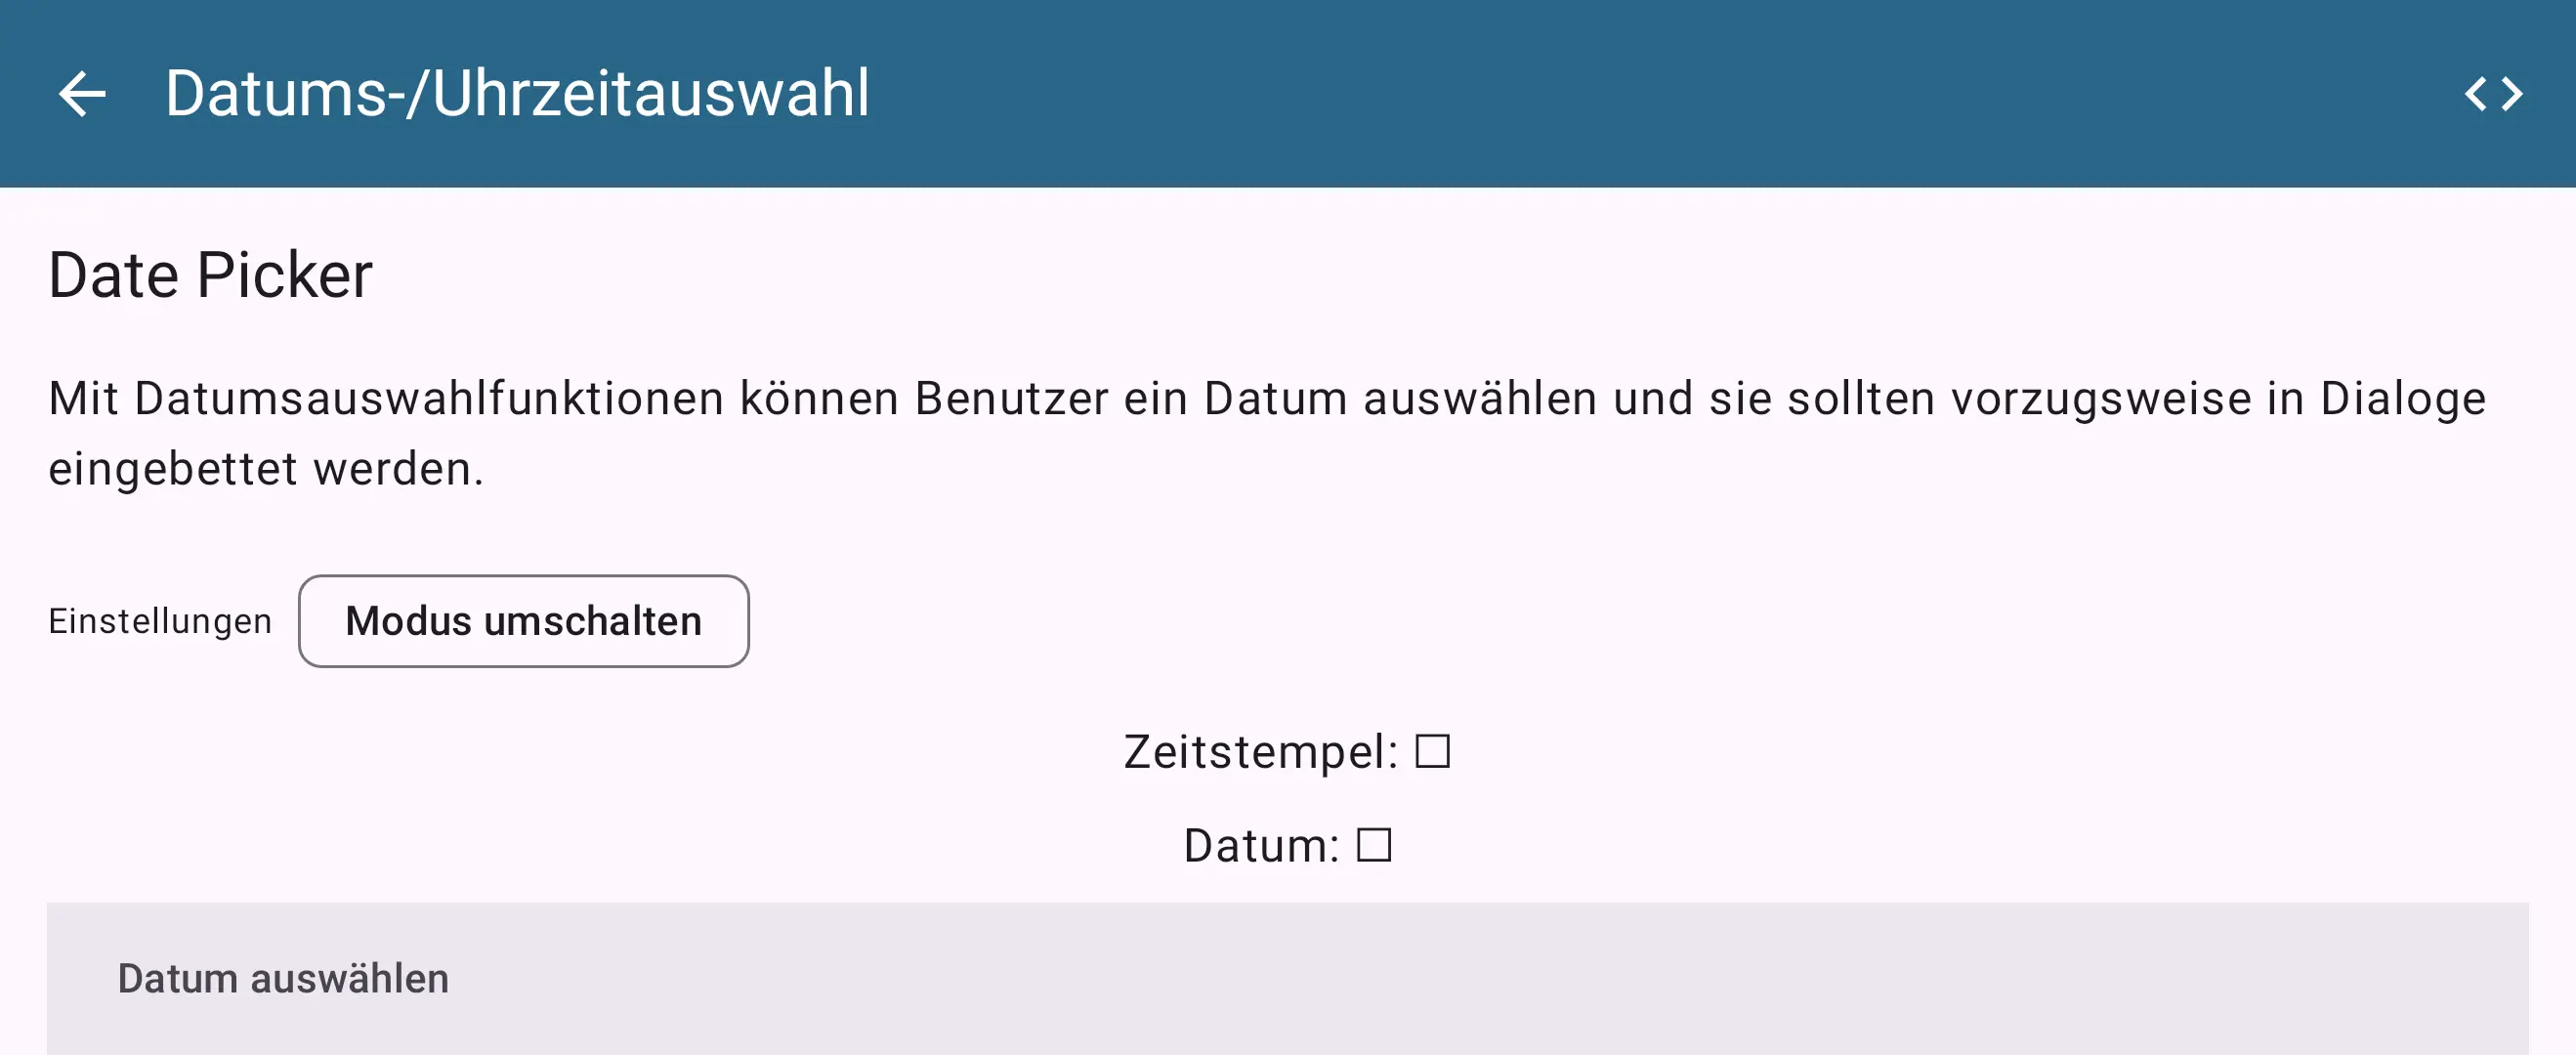 Datums-/Uhrzeitauswahl
Date Picker
Mit Datumsauswahlfunktionen können Benutzer ein Datum auswählen und sie sollten vorzugsweise in Dialoge
eingebettet werden.
Einstellungen Modus umschalten
Zeitstempel: □
Datum: □
Datum auswählen